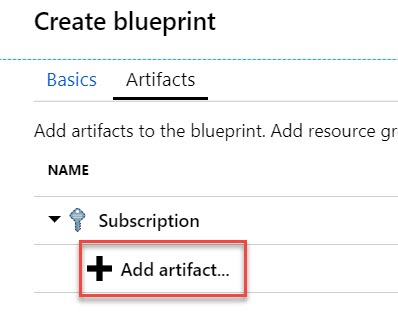 Create blueprint
Basics Artifacts
Add artifacts to the blueprint. Add resource gr
NAME
Subscription
Add artifact...